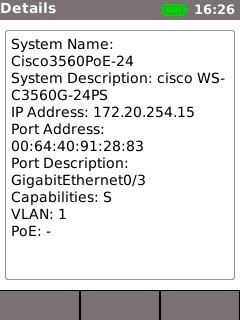 Details
16:26
System Name:
Cisco3560PoE-24
System Description: cisco WS-
C3560G-24PS
IP Address: 172.20.254.15
Port Address:
00:64:40:91:28:83
Port Description:
GigabitEthernet0/3
Capabilities: S
VLAN: 1
PoE: -